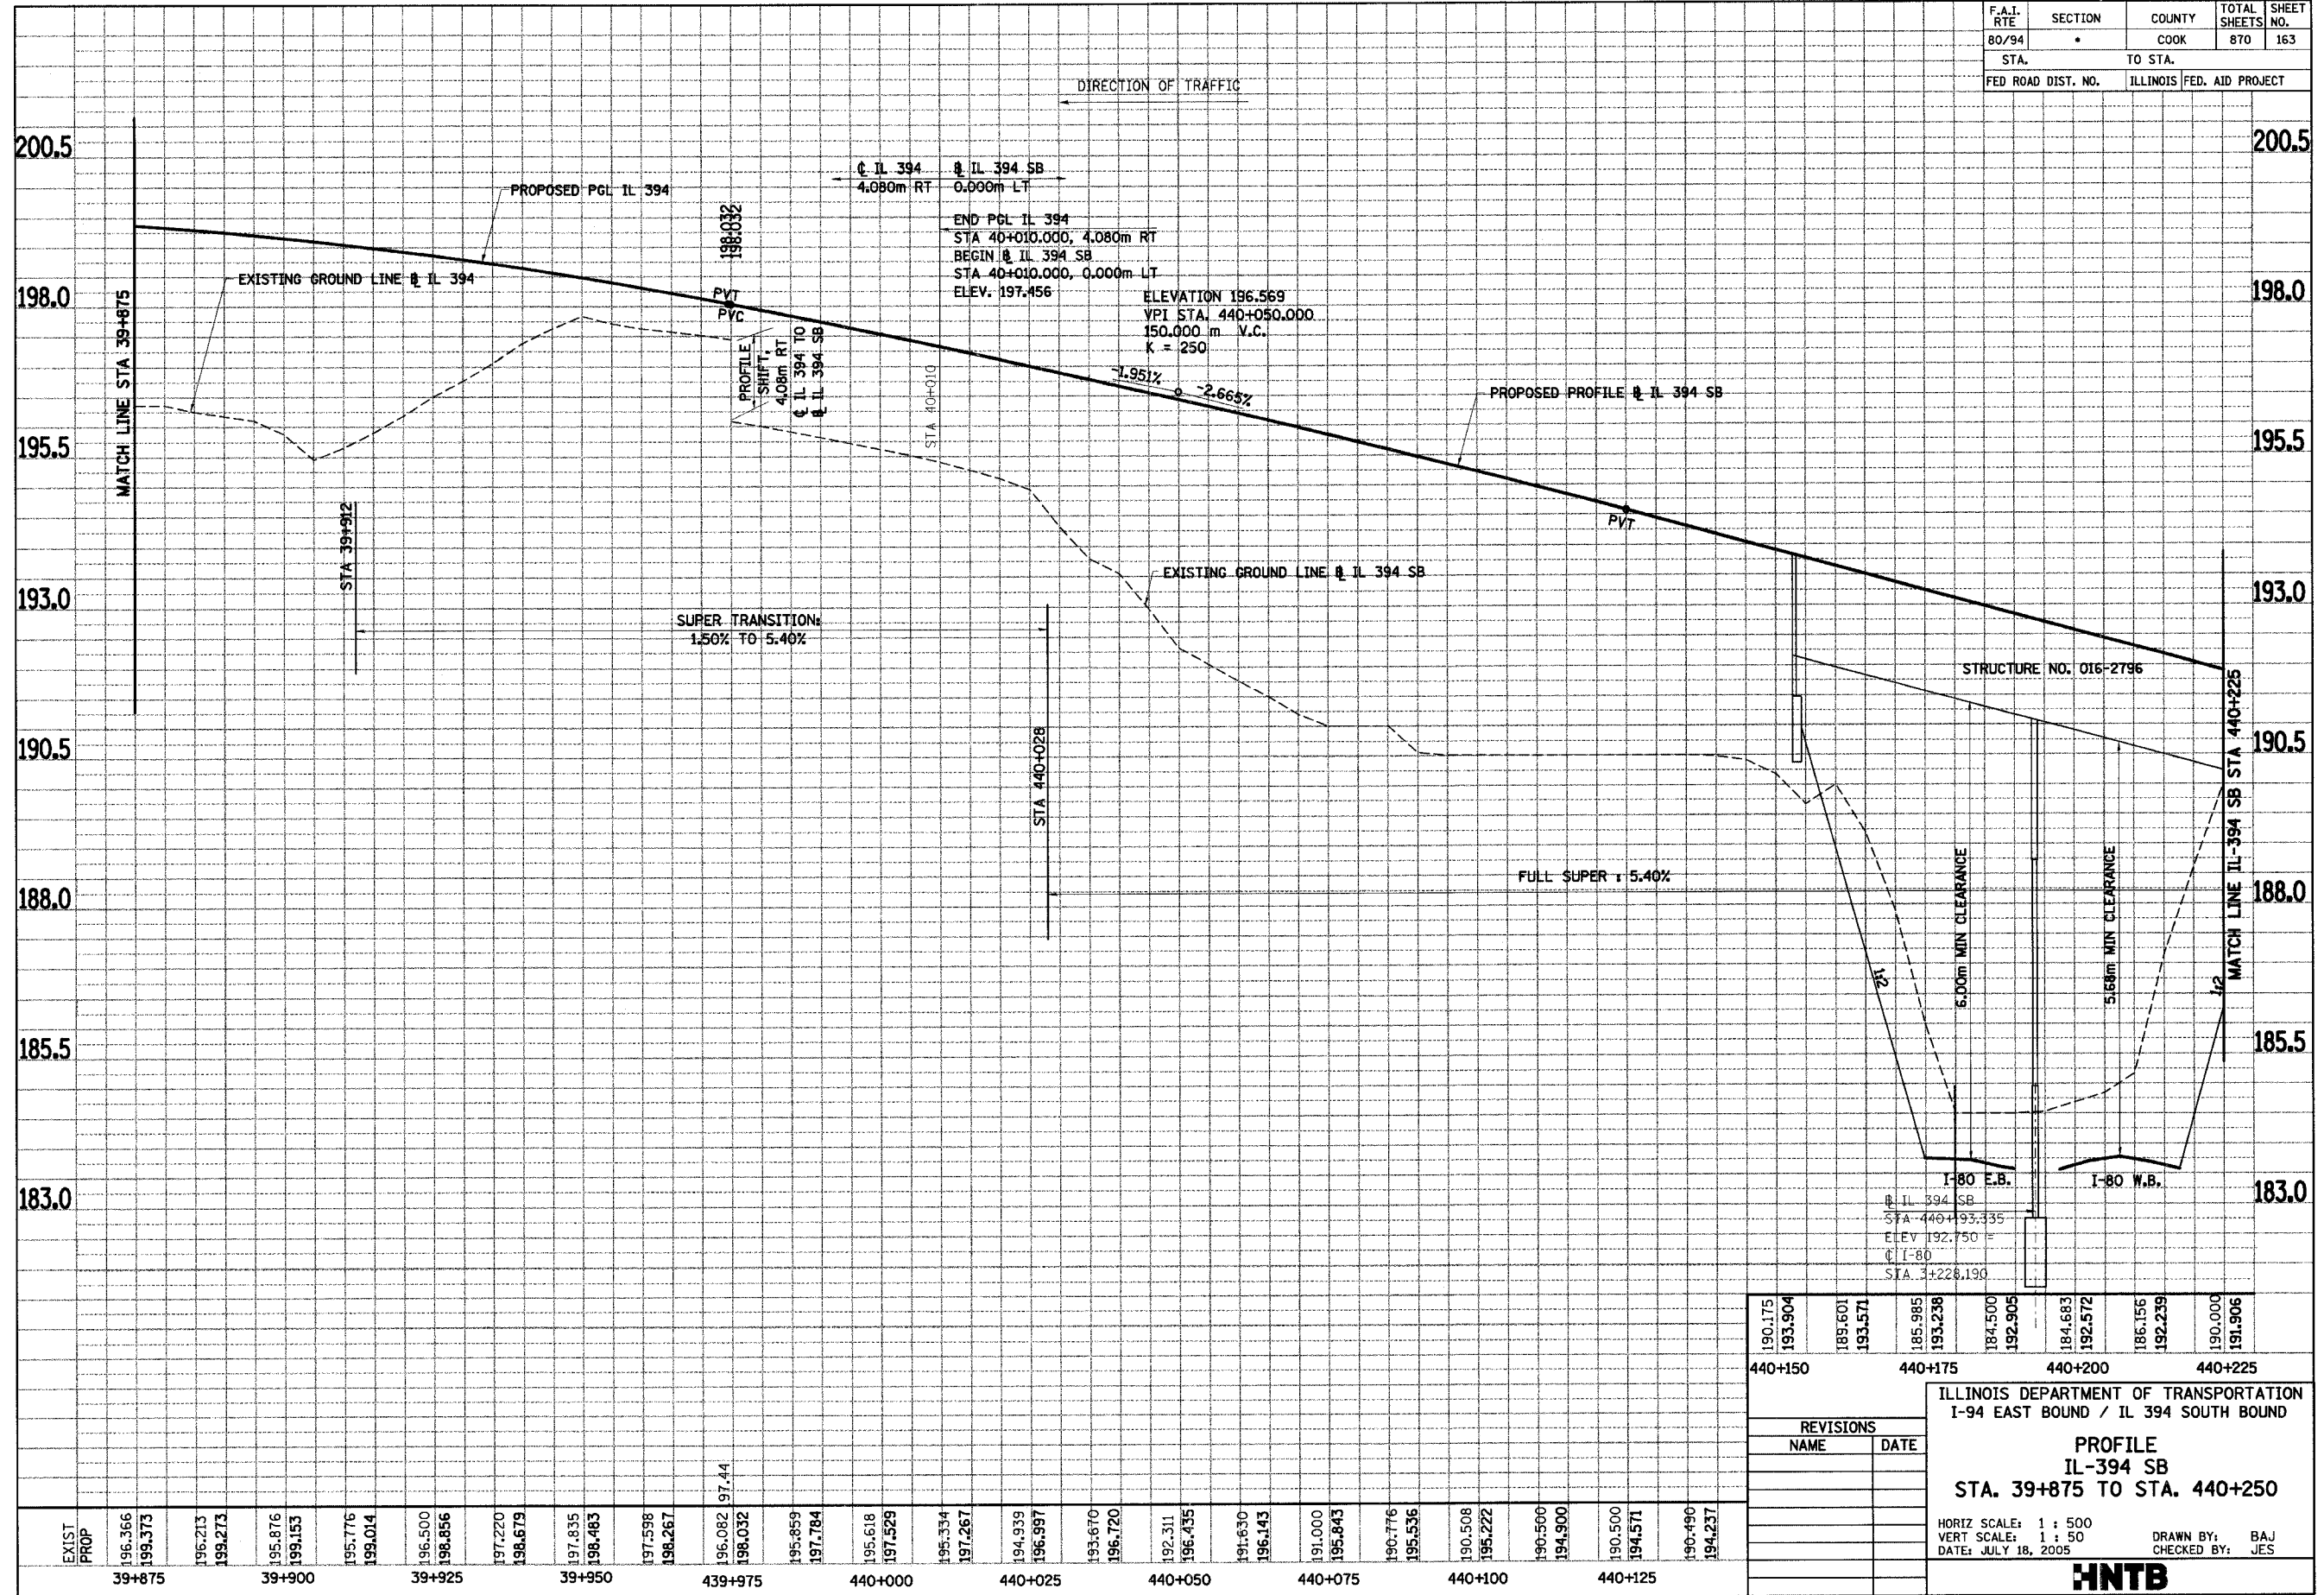 F.A.I. RTE SECTION COUNTY TOTAL SHEETS SHEET NO.
80/94 • COOK 870 163
STA. TO STA.
FED ROAD DIST. NO. ILLINOIS FED. AID PROJECT
DIRECTION OF TRAFFIC
200.5
198.0
195.5
193.0
190.5
188.0
185.5
183.0
200.5
198.0
195.5
193.0
190.5
188.0
185.5
183.0
MATCH LINE STA 39+875
PROPOSED PGL IL 394
EXISTING GROUND LINE ℄ IL 394
STA 39+912
SUPER TRANSITION:
1.50% TO 5.40%
198.032
198.032
PVT
PVC
PROFILE
SHIFT,
4.08m RT
℄ IL 394 TO
℄ IL 394 SB
℄ IL 394 ℄ IL 394 SB
4.080m RT 0.000m LT
END PGL IL 394
STA 40+010.000, 4.080m RT
BEGIN ℄ IL 394 SB
STA 40+010.000, 0.000m LT
ELEV. 197.456
STA 40+010
ELEVATION 196.569
VPI STA. 440+050.000
150.000 m V.C.
K = 250
-1.951%
-2.665%
PROPOSED PROFILE ℄ IL 394 SB
EXISTING GROUND LINE ℄ IL 394 SB
STA 440+028
PVT
FULL SUPER : 5.40%
STRUCTURE NO. 016-2796
MATCH LINE IL-394 SB STA 440+225
6.00m MIN CLEARANCE
5.68m MIN CLEARANCE
1:2
1:2
I-80 E.B.
I-80 W.B.
℄ IL 394 SB
STA 440+193.335
ELEV 192.750 =
℄ I-80
STA 3+228.190
97.44
EXIST 196.366 196.213 195.876 195.776 196.500 197.220 197.835 197.598 196.082 195.859 195.618 195.334 194.939 193.670 192.311 191.630 191.000 190.776 190.508 190.500 190.500 190.490
PROP 199.373 199.273 199.153 199.014 198.856 198.679 198.483 198.267 198.032 197.784 197.529 197.267 196.997 196.720 196.435 196.143 195.843 195.536 195.222 194.900 194.571 194.237
39+875 39+900 39+925 39+950 439+975 440+000 440+025 440+050 440+075 440+100 440+125
190.175 189.601 185.985 184.500 184.683 186.156 190.000
193.904 193.571 193.238 192.905 192.572 192.239 191.906
440+150 440+175 440+200 440+225
REVISIONS
NAME DATE
ILLINOIS DEPARTMENT OF TRANSPORTATION
I-94 EAST BOUND / IL 394 SOUTH BOUND
PROFILE
IL-394 SB
STA. 39+875 TO STA. 440+250
HORIZ SCALE: 1 : 500
VERT SCALE: 1 : 50
DATE: JULY 18, 2005
DRAWN BY: BAJ
CHECKED BY: JES
HNTB